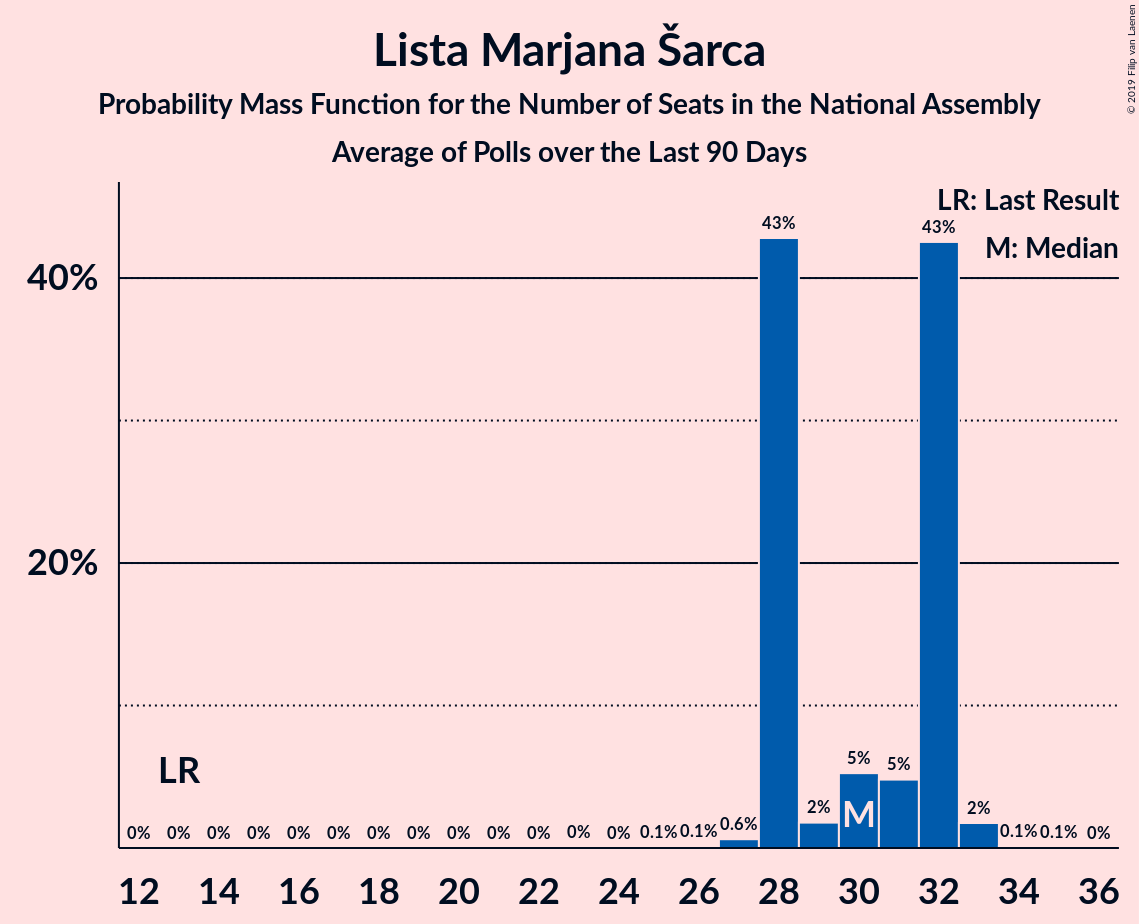 Lista Marjana Šarca
Probability Mass Function for the Number of Seats in the National Assembly
Average of Polls over the Last 90 Days
© 2019 Filip van Laenen
LR: Last Result
M: Median
43% 43%
40%
20%
LR
5% 5%
M
0% 0% 0% 0% 0% 0% 0% 0% 0% 0% 0% 0% 0% 0.1% 0.1% 0.6% 2% 2% 0.1% 0.1% 0%
12 14 16 18 20 22 24 26 28 30 32 34 36